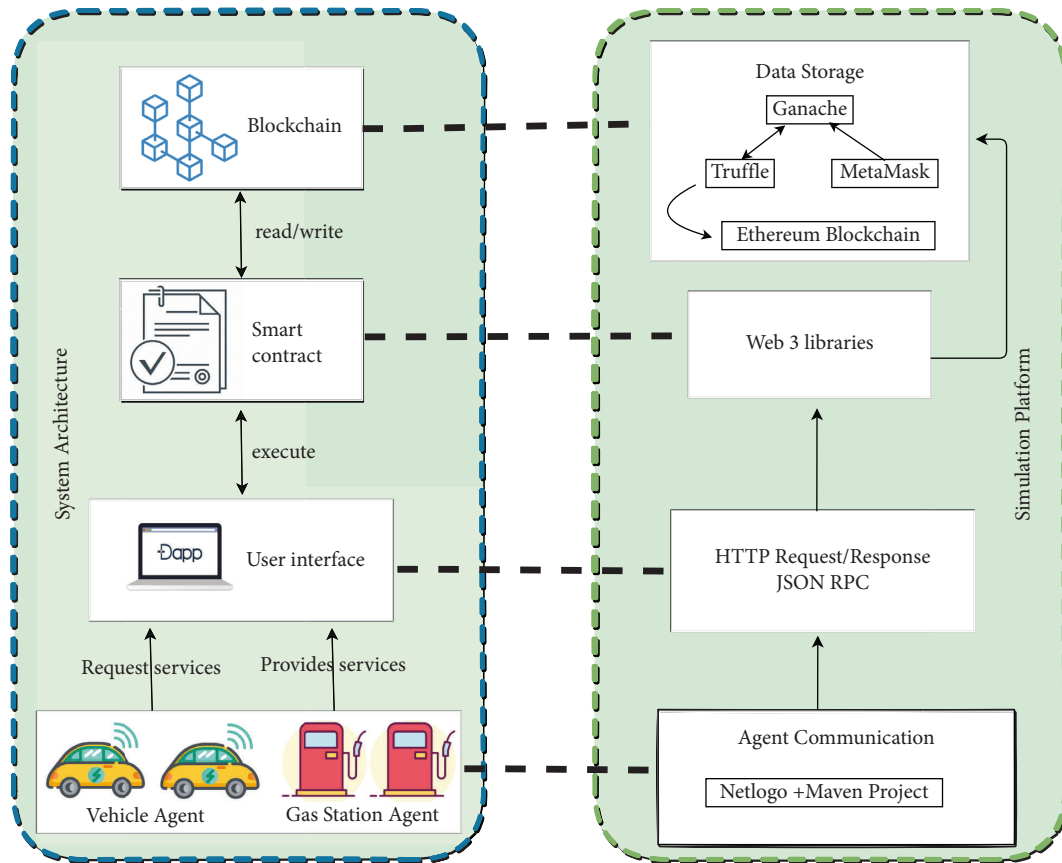 System Architecture
Blockchain
read/write
Smart
contract
execute
Dapp
User interface
Request services
Provides services
Vehicle Agent
Gas Station Agent
Simulation Platform
Data Storage
Ganache
Truffle
MetaMask
Ethereum Blockchain
Web 3 libraries
HTTP Request/Response
JSON RPC
Agent Communication
Netlogo +Maven Project